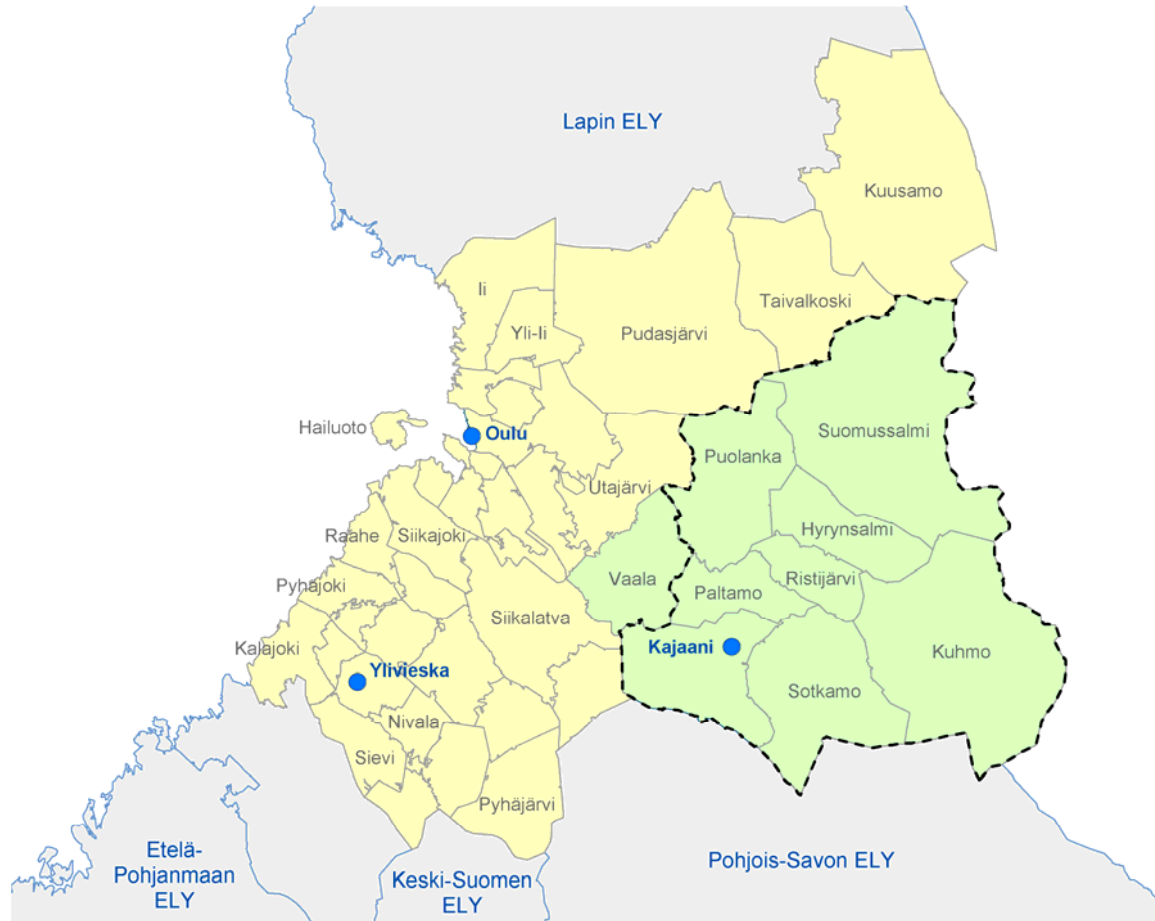 Lapin ELY
Kuusamo
Ii
Taivalkoski
Yli-Ii
Pudasjärvi
Hailuoto
Oulu
Suomussalmi
Puolanka
Utajärvi
Raahe
Siikajoki
Hyrynsalmi
Vaala
Ristijärvi
Pyhäjoki
Paltamo
Siikalatva
Kalajoki
Kajaani
Kuhmo
Ylivieska
Sotkamo
Nivala
Sievi
Pyhäjärvi
Etelä-
Pohjanmaan
ELY
Keski-Suomen
ELY
Pohjois-Savon ELY